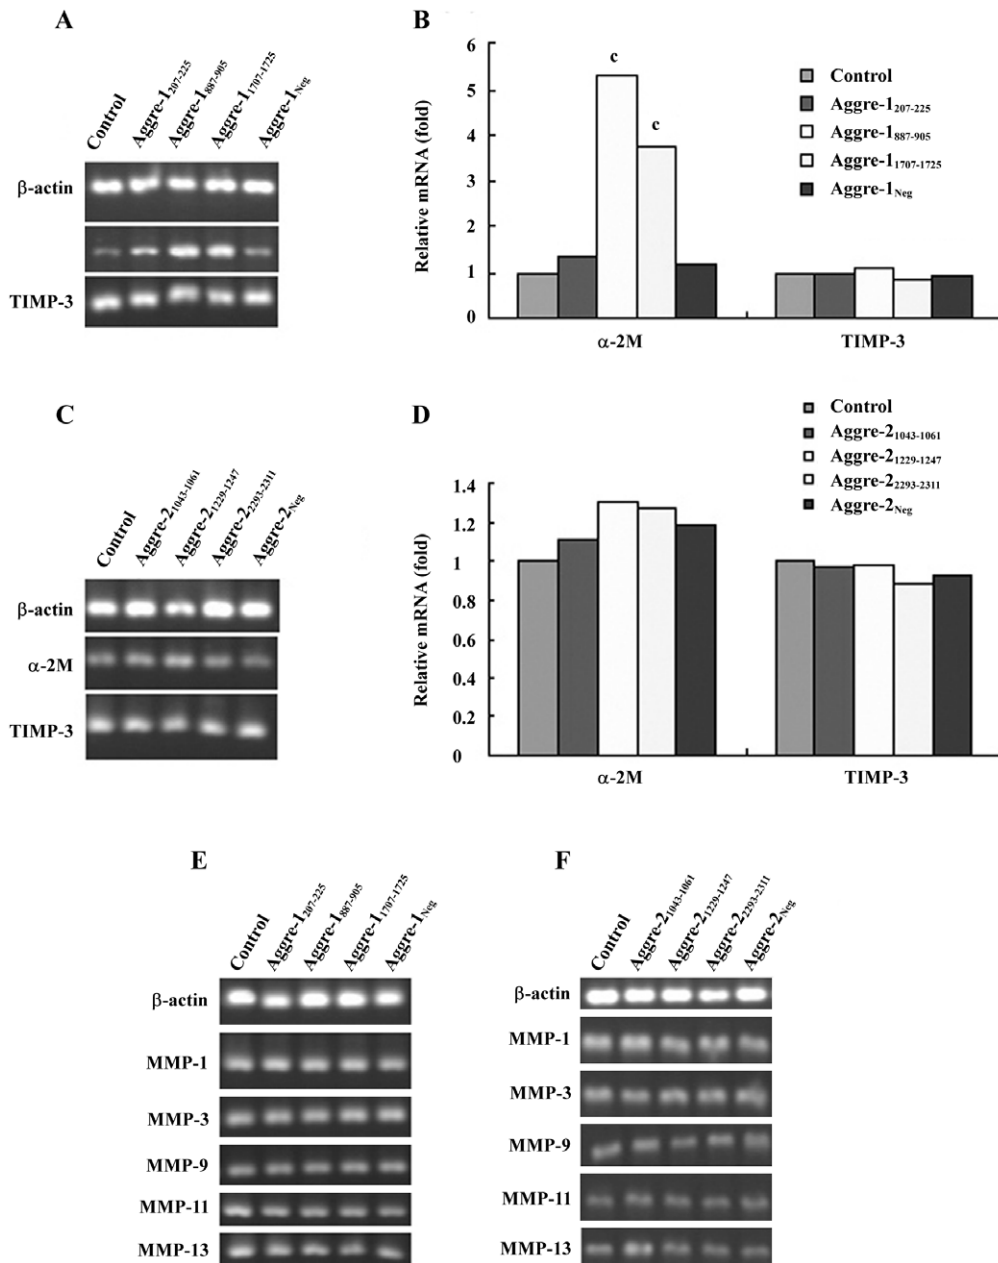 A
Control
Aggre-1207-225
Aggre-1887-905
Aggre-11707-1725
Aggre-1Neg
β-actin
TIMP-3
B
Relative mRNA (fold)
6
5
4
3
2
1
0
c
c
α-2M
TIMP-3
Control
Aggre-1207-225
Aggre-1887-905
Aggre-11707-1725
Aggre-1Neg
C
Control
Aggre-21043-1061
Aggre-21229-1247
Aggre-22293-2311
Aggre-2Neg
β-actin
α-2M
TIMP-3
D
Control
Aggre-21043-1061
Aggre-21229-1247
Aggre-22293-2311
Aggre-2Neg
Relative mRNA (fold)
1.4
1.2
1
0.8
0.6
0.4
0.2
0
α-2M
TIMP-3
E
Control
Aggre-1207-225
Aggre-1887-905
Aggre-11707-1725
Aggre-1Neg
β-actin
MMP-1
MMP-3
MMP-9
MMP-11
MMP-13
F
Control
Aggre-21043-1061
Aggre-21229-1247
Aggre-22293-2311
Aggre-2Neg
β-actin
MMP-1
MMP-3
MMP-9
MMP-11
MMP-13